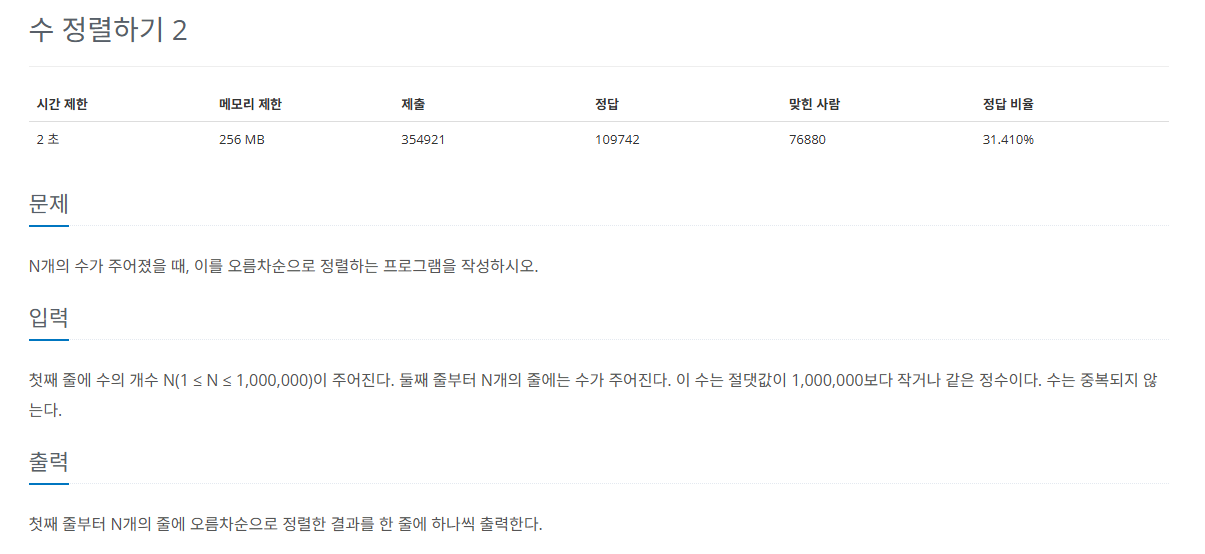 수 정렬하기 2
시간 제한 메모리 제한 제출 정답 맞힌 사람 정답 비율
2 초 256 MB 354921 109742 76880 31.410%
문제
N개의 수가 주어졌을 때, 이를 오름차순으로 정렬하는 프로그램을 작성하시오.
입력
첫째 줄에 수의 개수 N(1 ≤ N ≤ 1,000,000)이 주어진다. 둘째 줄부터 N개의 줄에는 수가 주어진다. 이 수는 절댓값이 1,000,000보다 작거나 같은 정수이다. 수는 중복되지 않
는다.
출력
첫째 줄부터 N개의 줄에 오름차순으로 정렬한 결과를 한 줄에 하나씩 출력한다.